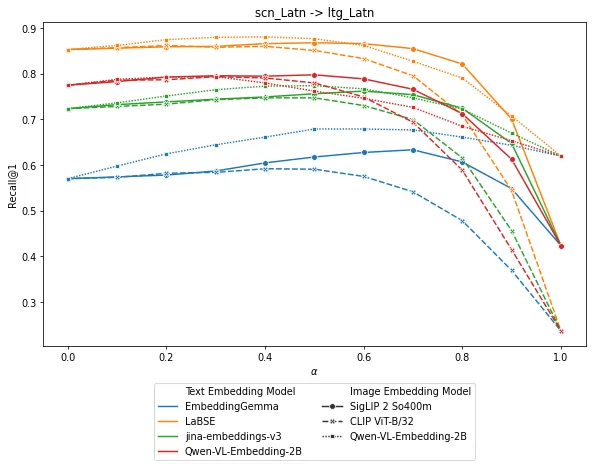 scn_Latn -> ltg_Latn
Recall@1
0.9
0.8
0.7
0.6
0.5
0.4
0.3
0.0
0.2
0.4
0.6
0.8
1.0
α
Text Embedding Model
EmbeddingGemma
LaBSE
jina-embeddings-v3
Qwen-VL-Embedding-2B
Image Embedding Model
SigLIP 2 So400m
CLIP ViT-B/32
Qwen-VL-Embedding-2B